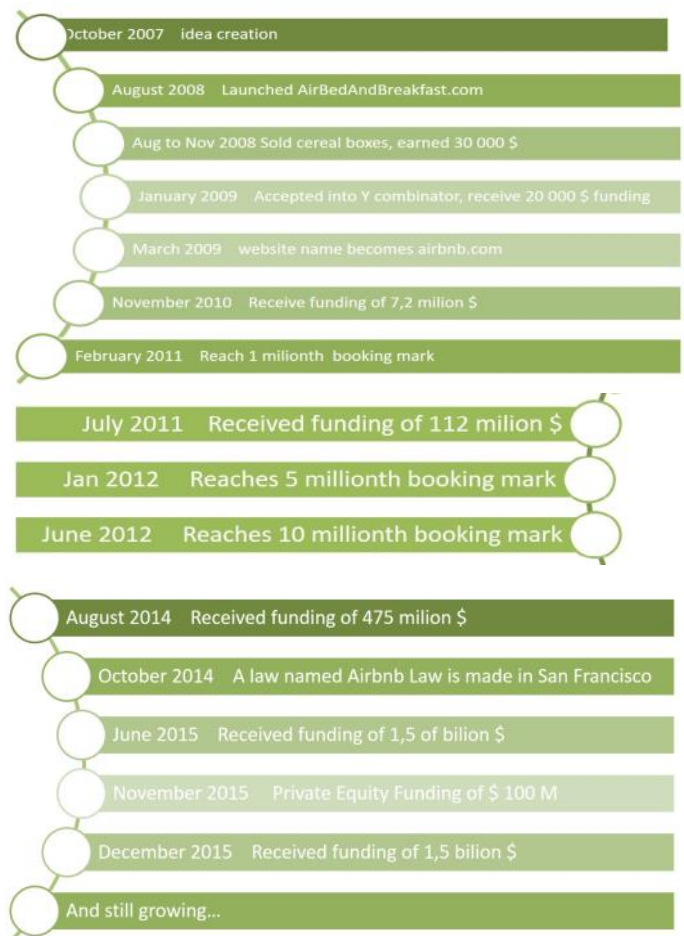 October 2007 idea creation
August 2008 Launched AirBedAndBreakfast.com
Aug to Nov 2008 Sold cereal boxes, earned 30 000 $
January 2009 Accepted into Y combinator, receive 20 000 $ funding
March 2009 website name becomes airbnb.com
November 2010 Receive funding of 7,2 milion $
February 2011 Reach 1 milionth booking mark
July 2011 Received funding of 112 milion $
Jan 2012 Reaches 5 millionth booking mark
June 2012 Reaches 10 millionth booking mark
August 2014 Received funding of 475 milion $
October 2014 A law named Airbnb Law is made in San Francisco
June 2015 Received funding of 1,5 of bilion $
November 2015 Private Equity Funding of $ 100 M
December 2015 Received funding of 1,5 bilion $
And still growing...